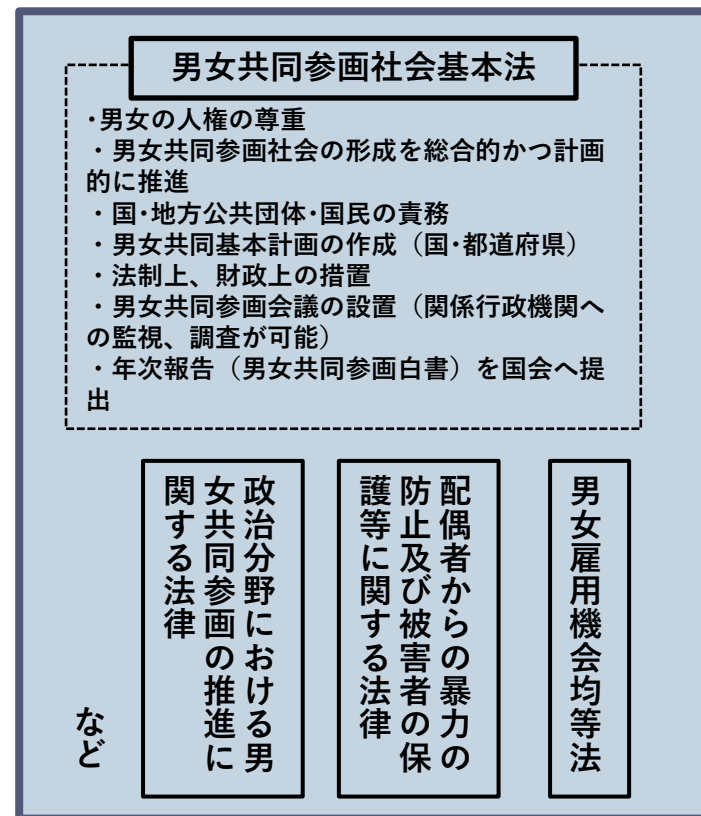 男女共同参画社会基本法
・男女の人権の尊重
・男女共同参画社会の形成を総合的かつ計画
的に推進
・国・地方公共団体・国民の責務
・男女共同基本計画の作成（国・都道府県）
・法制上、財政上の措置
・男女共同参画会議の設置（関係行政機関へ
の監視、調査が可能）
・年次報告（男女共同参画白書）を国会へ提
出
男女雇用機会均等法
配偶者からの暴力の
防止及び被害者の保
護等に関する法律
政治分野における男
女共同参画の推進に
関する法律
など